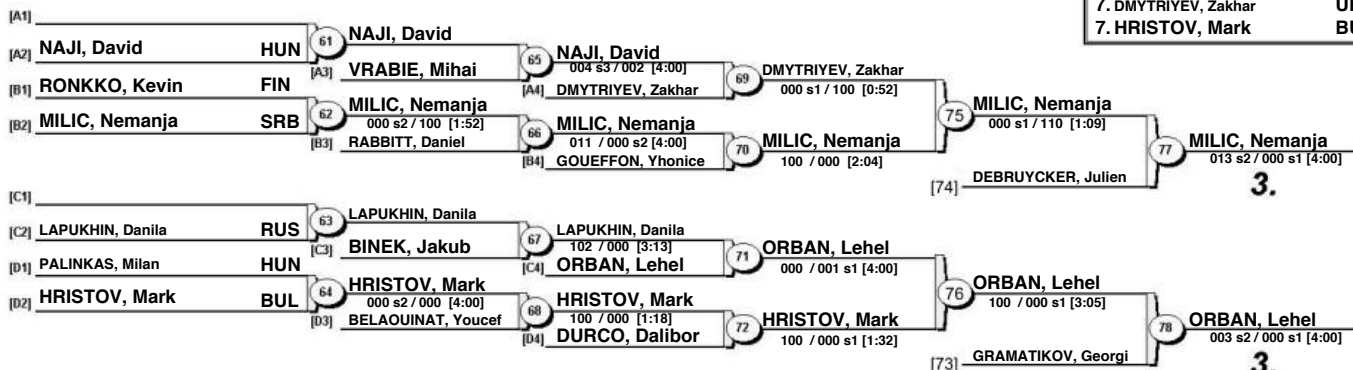 7. DMYTRIYEV, Zakhar
7. HRISTOV, Mark
[A1]
[A2] NAJI, David HUN
61
NAJI, David
[A3] VRABIE, Mihai
65
NAJI, David
004 s3 / 002 [4:00]
[A4] DMYTRIYEV, Zakhar
69
DMYTRIYEV, Zakhar
000 s1 / 100 [0:52]
[B1] RONKKO, Kevin FIN
[B2] MILIC, Nemanja SRB
62
MILIC, Nemanja
000 s2 / 100 [1:52]
[B3] RABBITT, Daniel
66
MILIC, Nemanja
011 / 000 s2 [4:00]
[B4] GOUEFFON, Yhonice
70
MILIC, Nemanja
100 / 000 [2:04]
75
MILIC, Nemanja
000 s1 / 110 [1:09]
[74] DEBRUYCKER, Julien
77
MILIC, Nemanja
013 s2 / 000 s1 [4:00]
3.
[C1]
[C2] LAPUKHIN, Danila RUS
63
LAPUKHIN, Danila
[C3] BINEK, Jakub
67
LAPUKHIN, Danila
102 / 000 [3:13]
[C4] ORBAN, Lehel
71
ORBAN, Lehel
000 / 001 s1 [4:00]
[D1] PALINKAS, Milan HUN
[D2] HRISTOV, Mark BUL
64
HRISTOV, Mark
000 s2 / 000 [4:00]
[D3] BELAOUINAT, Youcef
68
HRISTOV, Mark
100 / 000 [1:18]
[D4] DURCO, Dalibor
72
HRISTOV, Mark
100 / 000 s1 [1:32]
76
ORBAN, Lehel
100 / 000 s1 [3:05]
[73] GRAMATIKOV, Georgi
78
ORBAN, Lehel
003 s2 / 000 s1 [4:00]
3.